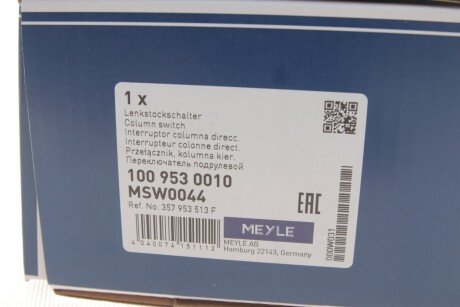 1 x
Lenkstockschalter
Column switch
Interruptor columna direcc.
Interrupteur colonne direct.
Przełącznik, kolumna kier.
Переключатель подрулевой
100 953 0010
MSW0044
Ref. No. 357 953 513 F
EAC
4 040074 161112
MEYLE
MEYLE AG
Hamburg 22143, Germany
000W031